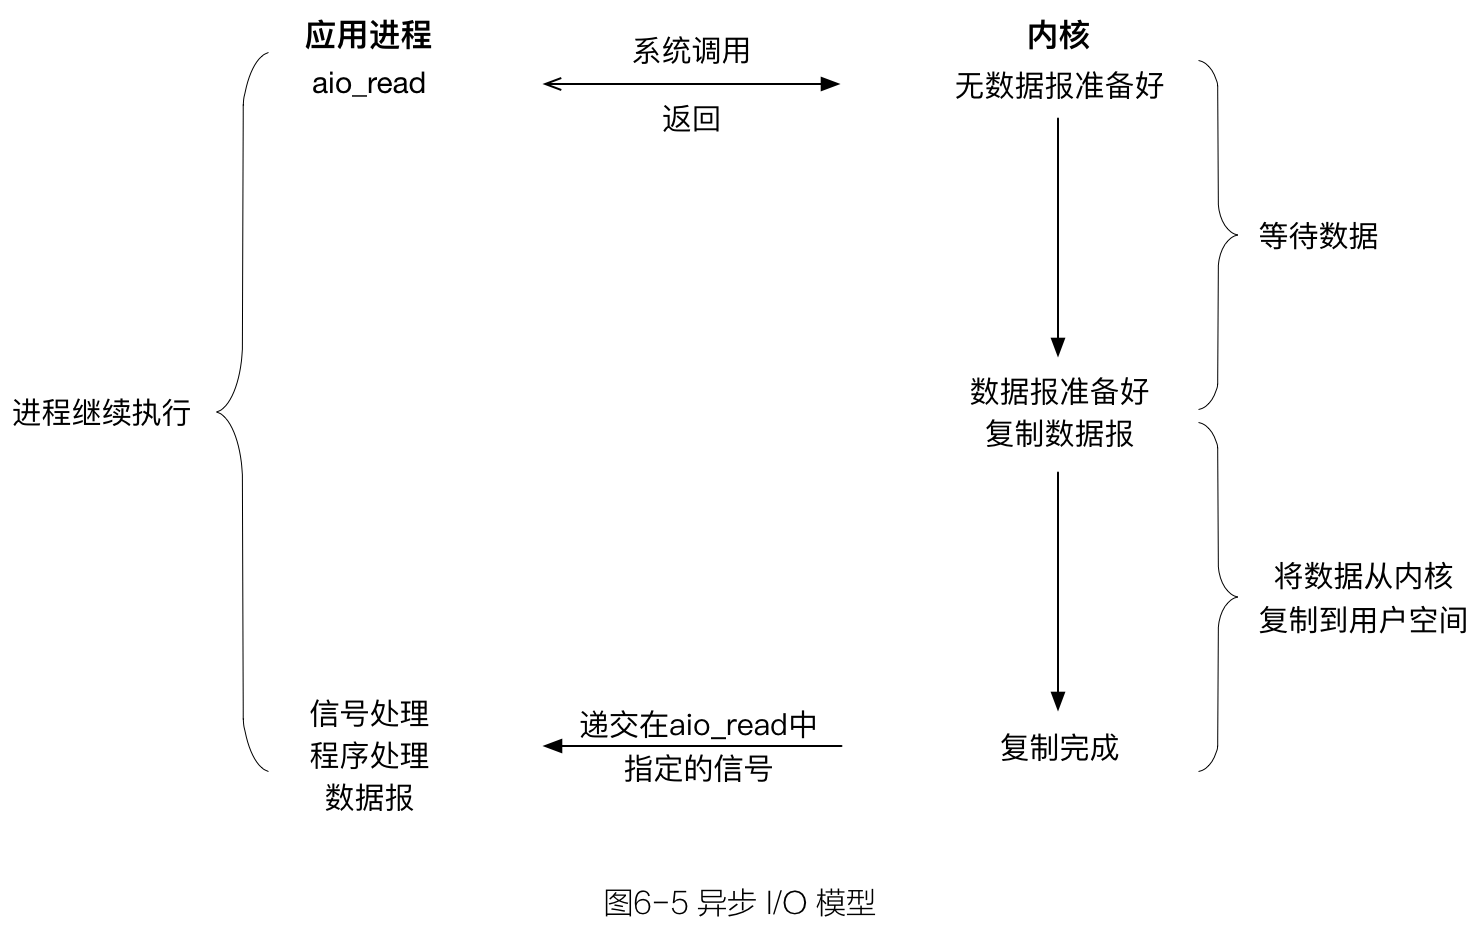 应用进程
内核
aio_read
系统调用
返回
无数据报准备好
等待数据
进程继续执行
数据报准备好
复制数据报
将数据从内核
复制到用户空间
信号处理
程序处理
数据报
递交在aio_read中
指定的信号
复制完成
图6-5 异步 I/O 模型